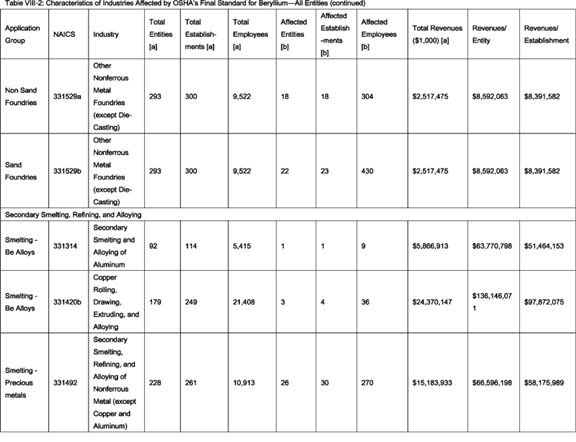 Table VIII-2: Characteristics of Industries Affected by OSHA's Final Standard for Beryllium—All Entities (continued)
Application Group NAICS Industry Total Entities [a] Total Establish-ments [a] Total Employees [a] Affected Entities [b] Affected Establish-ments [b] Affected Employees [b] Total Revenues ($1,000) [a] Revenues/ Entity Revenues/ Establishment
Non Sand Foundries 331529a Other Nonferrous Metal Foundries (except Die-Casting) 293 300 9,522 18 18 304 $2,517,475 $8,592,063 $8,391,582
Sand Foundries 331529b Other Nonferrous Metal Foundries (except Die-Casting) 293 300 9,522 22 23 430 $2,517,475 $8,592,063 $8,391,582
Secondary Smelting, Refining, and Alloying
Smelting - Be Alloys 331314 Secondary Smelting and Alloying of Aluminum 92 114 5,415 1 1 9 $5,866,913 $63,770,798 $51,464,153
Smelting - Be Alloys 331420b Copper Rolling, Drawing, Extruding, and Alloying 179 249 21,408 3 4 36 $24,370,147 $136,146,071 $97,872,075
Smelting - Precious metals 331492 Secondary Smelting, Refining, and Alloying of Nonferrous Metal (except Copper and Aluminum) 228 261 10,913 26 30 270 $15,183,933 $66,596,198 $58,175,989